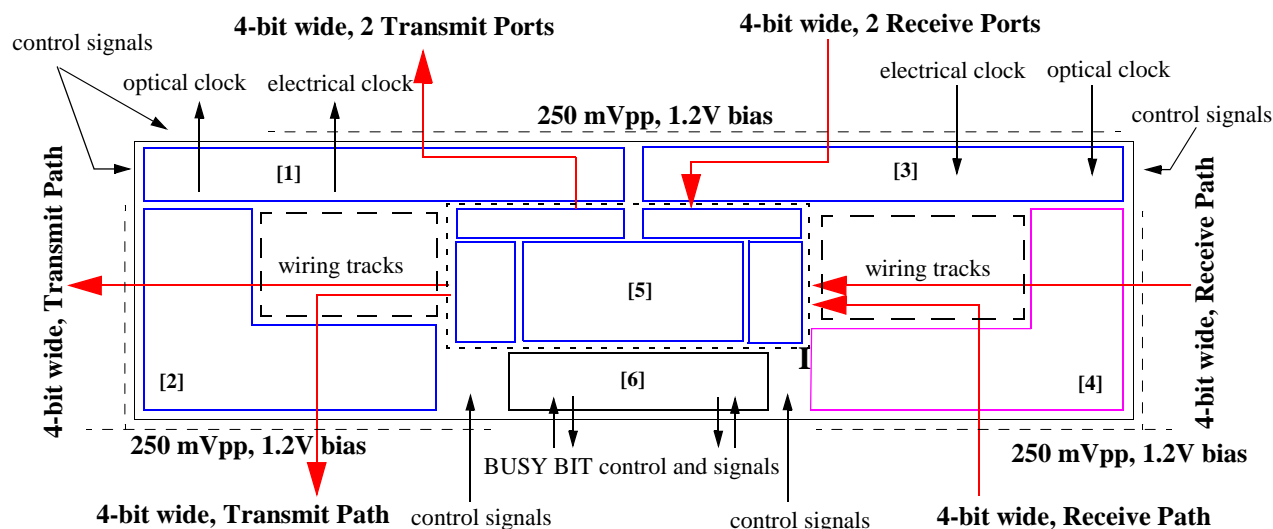 4-bit wide, 2 Transmit Ports
4-bit wide, 2 Receive Ports
control signals
optical clock
electrical clock
electrical clock
optical clock
250 mVpp, 1.2V bias
control signals
[1]
[3]
4-bit wide, Transmit Path
wiring tracks
wiring tracks
4-bit wide, Receive Path
[5]
I
[2]
[6]
[4]
250 mVpp, 1.2V bias
250 mVpp, 1.2V bias
BUSY BIT control and signals
4-bit wide, Transmit Path
control signals
control signals
4-bit wide, Receive Path